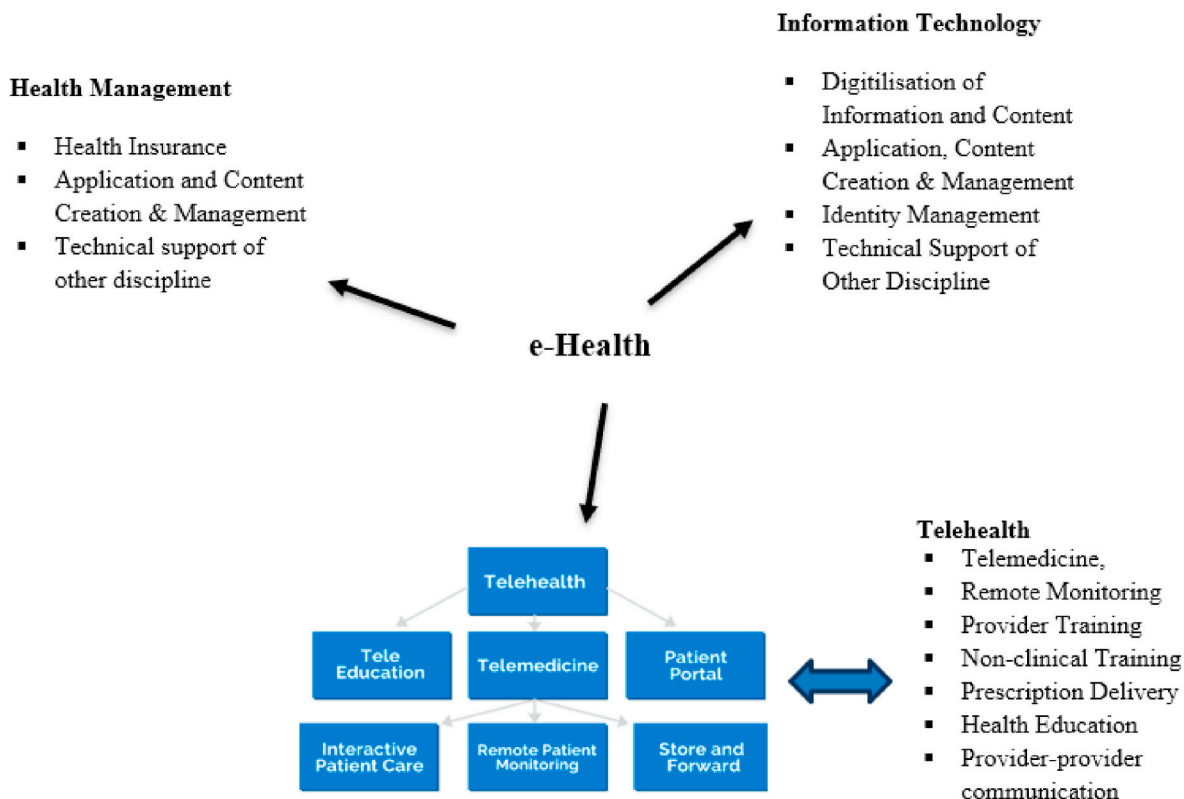 Information Technology
▪ Digitilisation of
Information and Content
▪ Application, Content
Creation & Management
▪ Identity Management
▪ Technical Support of
Other Discipline
Health Management
▪ Health Insurance
▪ Application and Content
Creation & Management
▪ Technical support of
other discipline
e-Health
Telehealth
Tele
Education
Telemedicine
Patient
Portal
Interactive
Patient Care
Remote Patient
Monitoring
Store and
Forward
Telehealth
▪ Telemedicine,
▪ Remote Monitoring
▪ Provider Training
▪ Non-clinical Training
▪ Prescription Delivery
▪ Health Education
▪ Provider-provider
communication